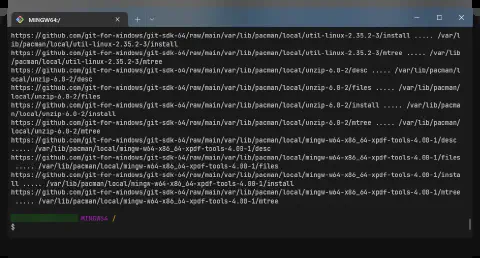 MINGW64:/
https://github.com/git-for-windows/git-sdk-64/raw/main/var/lib/pacman/local/util-linux-2.35.2-3/install ..... /var/l
ib/pacman/local/util-linux-2.35.2-3/install
https://github.com/git-for-windows/git-sdk-64/raw/main/var/lib/pacman/local/util-linux-2.35.2-3/mtree ..... /var/lib
/pacman/local/util-linux-2.35.2-3/mtree
https://github.com/git-for-windows/git-sdk-64/raw/main/var/lib/pacman/local/unzip-6.0-2/desc ..... /var/lib/pacman/l
ocal/unzip-6.0-2/desc
https://github.com/git-for-windows/git-sdk-64/raw/main/var/lib/pacman/local/unzip-6.0-2/files ..... /var/lib/pacman/
local/unzip-6.0-2/files
https://github.com/git-for-windows/git-sdk-64/raw/main/var/lib/pacman/local/unzip-6.0-2/install ..... /var/lib/pacma
n/local/unzip-6.0-2/install
https://github.com/git-for-windows/git-sdk-64/raw/main/var/lib/pacman/local/unzip-6.0-2/mtree ..... /var/lib/pacman/
local/unzip-6.0-2/mtree
https://github.com/git-for-windows/git-sdk-64/raw/main/var/lib/pacman/local/mingw-w64-x86_64-xpdf-tools-4.00-1/desc
..... /var/lib/pacman/local/mingw-w64-x86_64-xpdf-tools-4.00-1/desc
https://github.com/git-for-windows/git-sdk-64/raw/main/var/lib/pacman/local/mingw-w64-x86_64-xpdf-tools-4.00-1/files
..... /var/lib/pacman/local/mingw-w64-x86_64-xpdf-tools-4.00-1/files
https://github.com/git-for-windows/git-sdk-64/raw/main/var/lib/pacman/local/mingw-w64-x86_64-xpdf-tools-4.00-1/insta
ll ..... /var/lib/pacman/local/mingw-w64-x86_64-xpdf-tools-4.00-1/install
https://github.com/git-for-windows/git-sdk-64/raw/main/var/lib/pacman/local/mingw-w64-x86_64-xpdf-tools-4.00-1/mtree
..... /var/lib/pacman/local/mingw-w64-x86_64-xpdf-tools-4.00-1/mtree
MINGW64 /
$